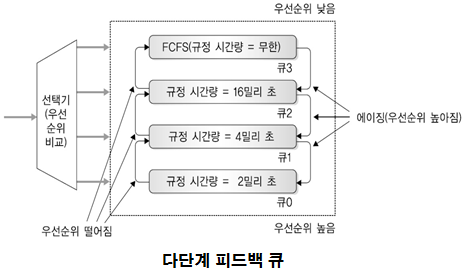 우선순위 낮음
FCFS(규정 시간량 = 무한)
큐3
선택기
(우선
순위
비교)
규정 시간량 = 16밀리 초
큐2
에이징(우선순위 높아짐)
규정 시간량 = 4밀리 초
큐1
규정 시간량 = 2밀리 초
큐0
우선순위 떨어짐
우선순위 높음
다단계 피드백 큐